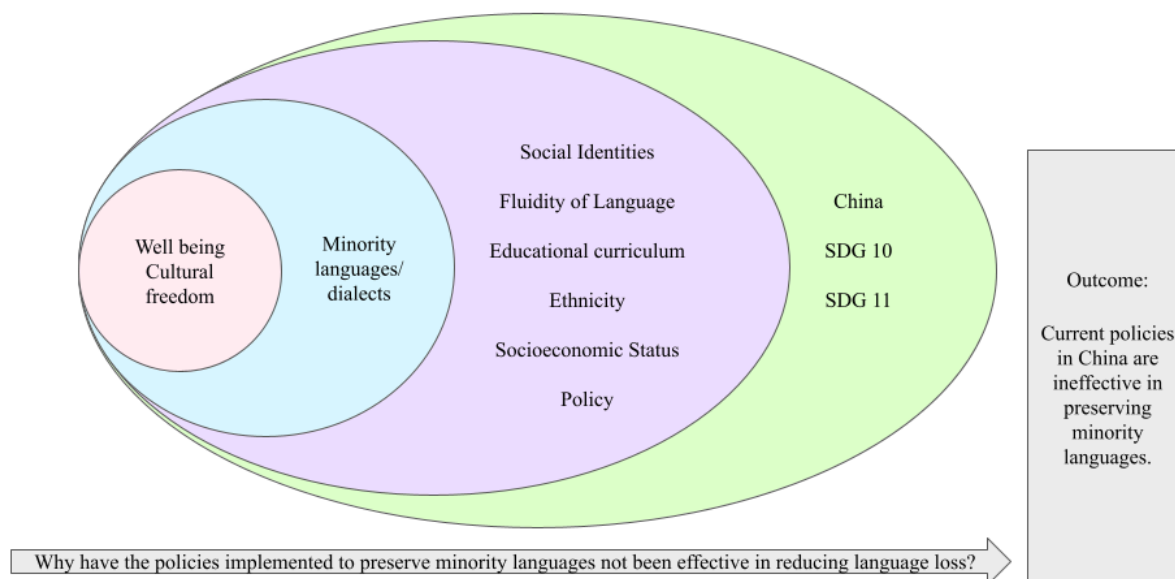 Well being
Cultural
freedom
Minority
languages/
dialects
Social Identities
Fluidity of Language
Educational curriculum
Ethnicity
Socioeconomic Status
Policy
China
SDG 10
SDG 11
Outcome:
Current policies
in China are
ineffective in
preserving
minority
languages.
Why have the policies implemented to preserve minority languages not been effective in reducing language loss?